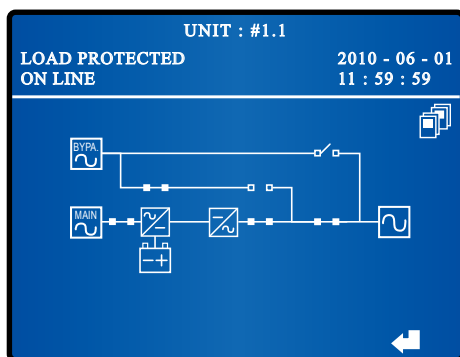 UNIT : #1.1
LOAD PROTECTED 2010 - 06 - 01
ON LINE 11 : 59 : 59
BYPA.
MAIN